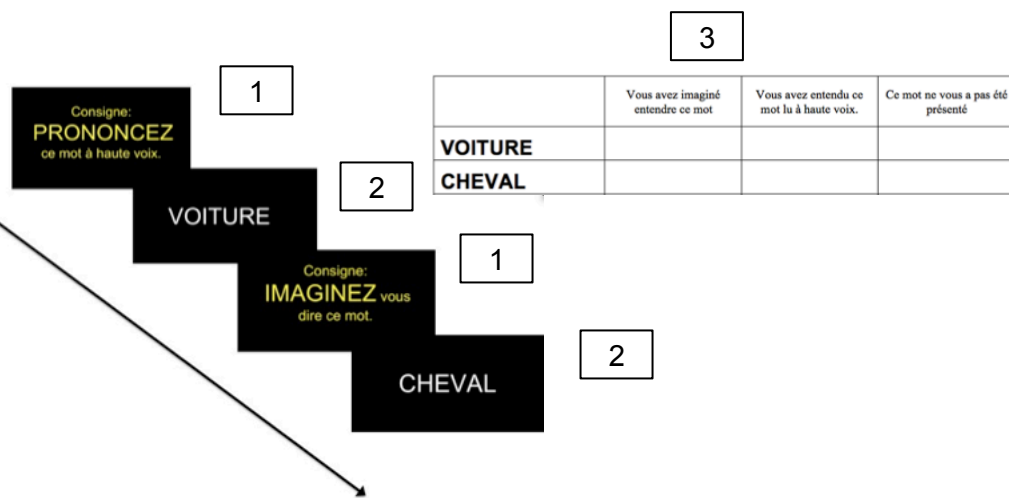 1
Consigne:
PRONONCEZ
ce mot à haute voix.
2
VOITURE
1
Consigne:
IMAGINEZ vous
dire ce mot.
2
CHEVAL
3
Vous avez imaginé
entendre ce mot
Vous avez entendu ce
mot lu à haute voix.
Ce mot ne vous a pas été
présenté
VOITURE
CHEVAL